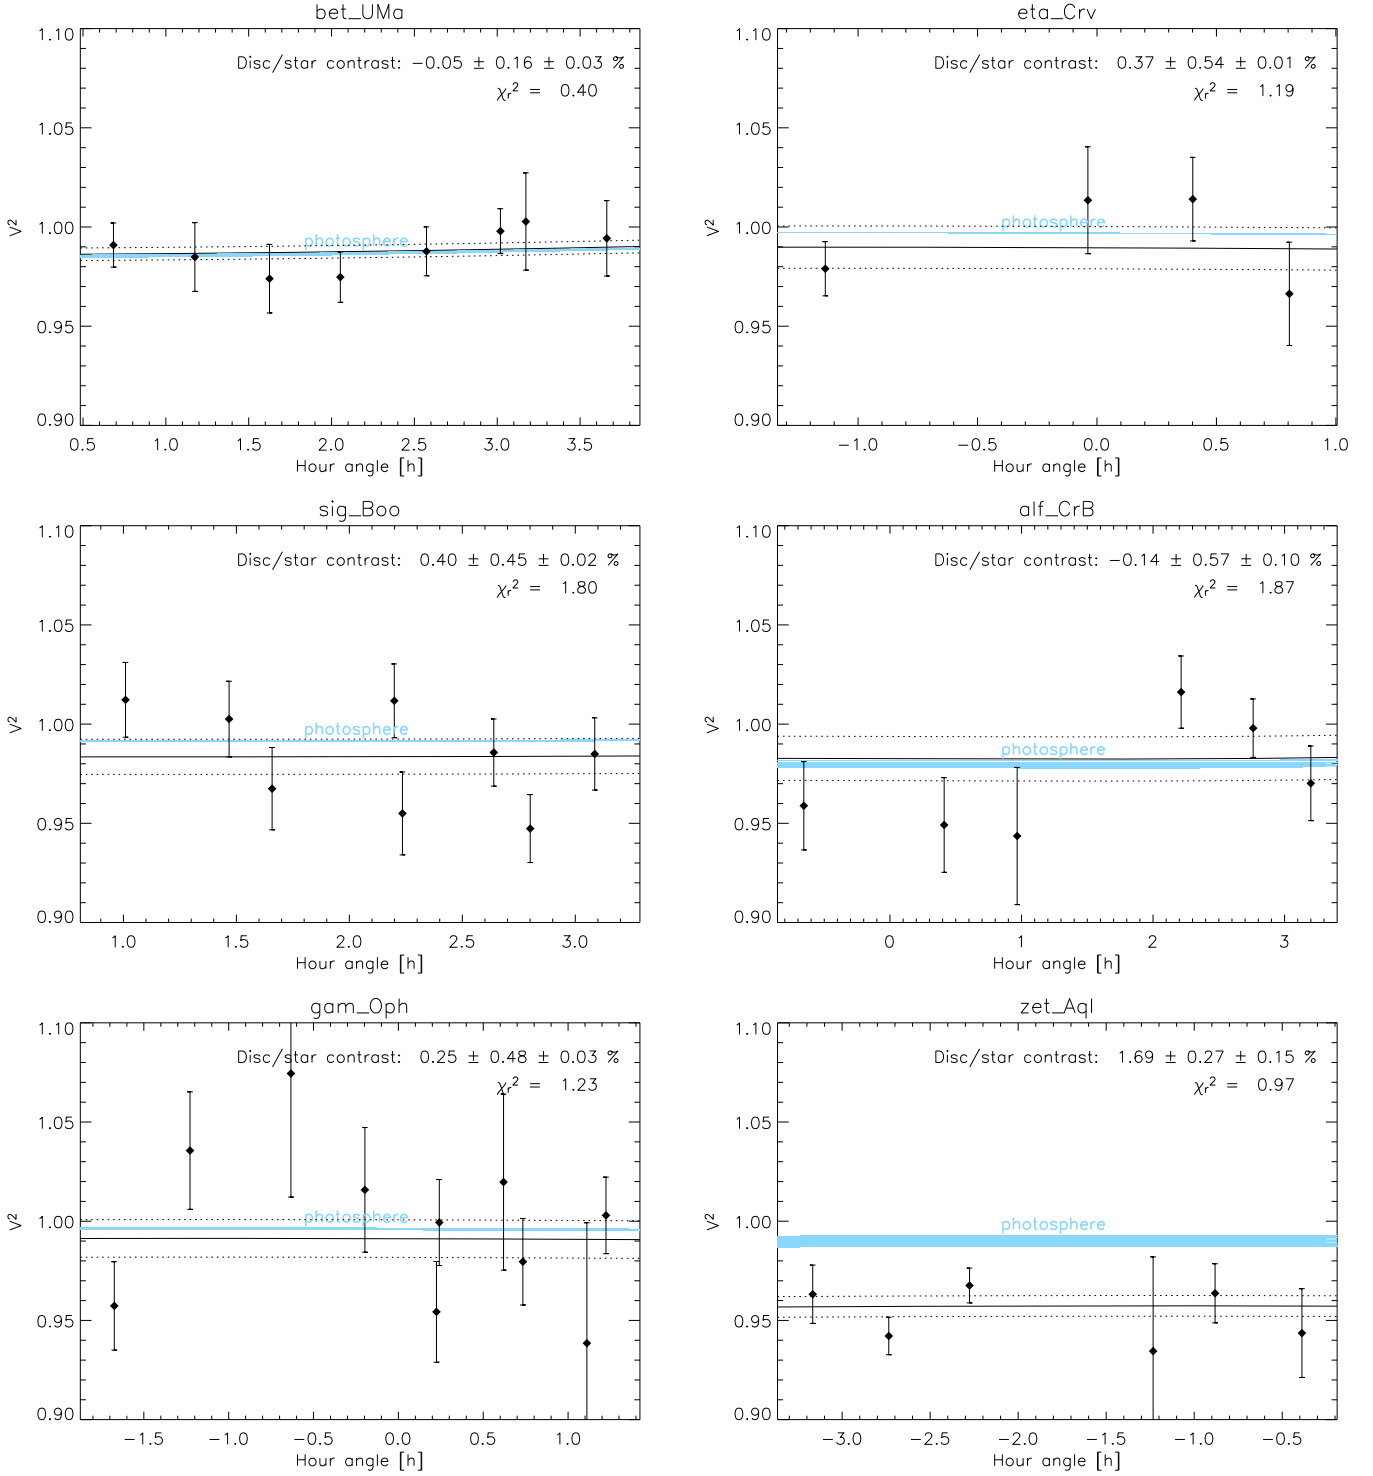 bet_UMa
Disc/star contrast: −0.05 ± 0.16 ± 0.03 %
χr² = 0.40
photosphere
V²
1.10
1.05
1.00
0.95
0.90
0.5 1.0 1.5 2.0 2.5 3.0 3.5
Hour angle [h]
eta_Crv
Disc/star contrast: 0.37 ± 0.54 ± 0.01 %
χr² = 1.19
photosphere
V²
1.10
1.05
1.00
0.95
0.90
−1.0 −0.5 0.0 0.5 1.0
Hour angle [h]
sig_Boo
Disc/star contrast: 0.40 ± 0.45 ± 0.02 %
χr² = 1.80
photosphere
V²
1.10
1.05
1.00
0.95
0.90
1.0 1.5 2.0 2.5 3.0
Hour angle [h]
alf_CrB
Disc/star contrast: −0.14 ± 0.57 ± 0.10 %
χr² = 1.87
photosphere
V²
1.10
1.05
1.00
0.95
0.90
0 1 2 3
Hour angle [h]
gam_Oph
Disc/star contrast: 0.25 ± 0.48 ± 0.03 %
χr² = 1.23
photosphere
V²
1.10
1.05
1.00
0.95
0.90
−1.5 −1.0 −0.5 0.0 0.5 1.0
Hour angle [h]
zet_Aql
Disc/star contrast: 1.69 ± 0.27 ± 0.15 %
χr² = 0.97
photosphere
V²
1.10
1.05
1.00
0.95
0.90
−3.0 −2.5 −2.0 −1.5 −1.0 −0.5
Hour angle [h]